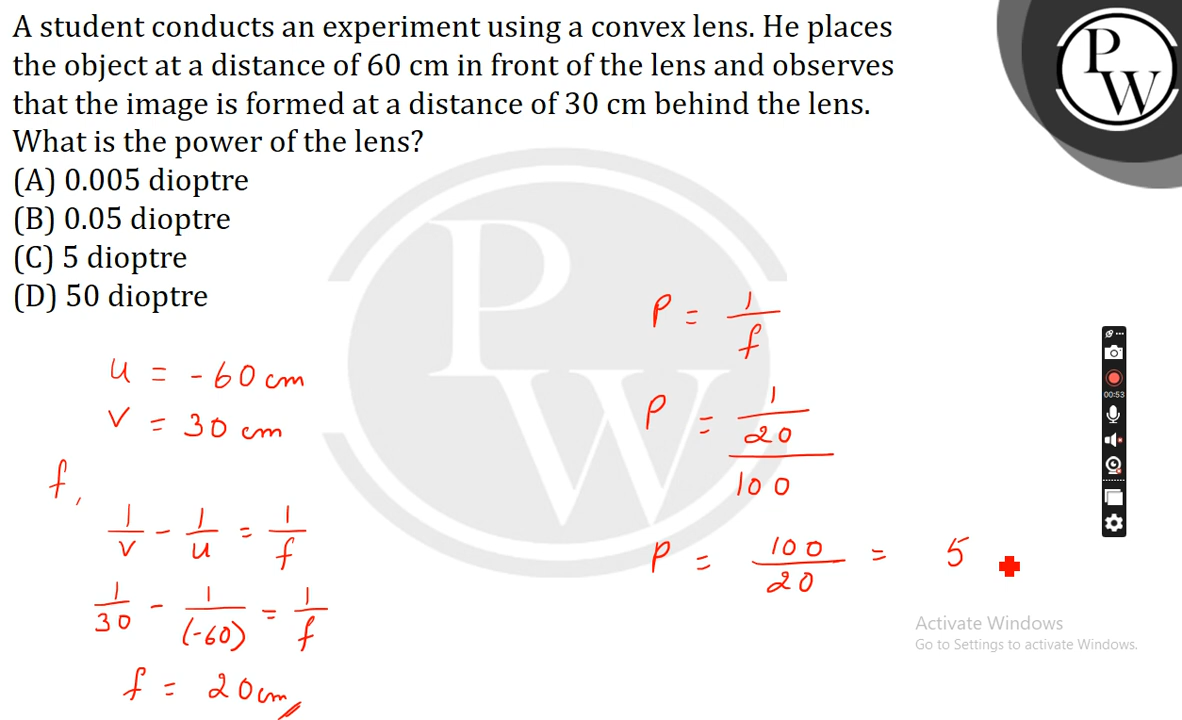 A student conducts an experiment using a convex lens. He places
the object at a distance of 60 cm in front of the lens and observes
that the image is formed at a distance of 30 cm behind the lens.
What is the power of the lens?
(A) 0.005 dioptre
(B) 0.05 dioptre
(C) 5 dioptre
(D) 50 dioptre
u = -60 cm
v = 30 cm
f,
1/v - 1/u = 1/f
1/30 - 1/(-60) = 1/f
f = 20cm
P = 1/f
P = 1/(20/100)
P = 100/20 = 5
PW
PW
00:53
Activate Windows
Go to Settings to activate Windows.